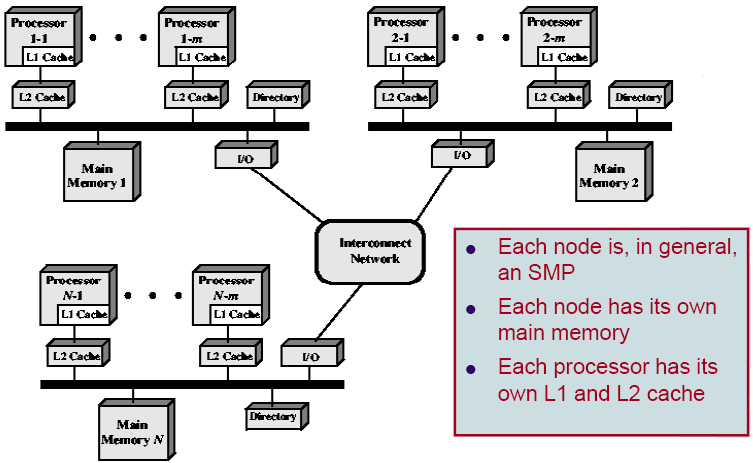 Processor
1-1
L1 Cache
• • •
Processor
1-m
L1 Cache
L2 Cache
L2 Cache
Directory
Main
Memory 1
I/O
Processor
2-1
L1 Cache
• • •
Processor
2-m
L1 Cache
L2 Cache
L2 Cache
Directory
I/O
Main
Memory 2
Interconnect
Network
Processor
N-1
L1 Cache
• • •
Processor
N-m
L1 Cache
L2 Cache
L2 Cache
I/O
Main
Memory N
Directory
• Each node is, in general,
an SMP
• Each node has its own
main memory
• Each processor has its
own L1 and L2 cache